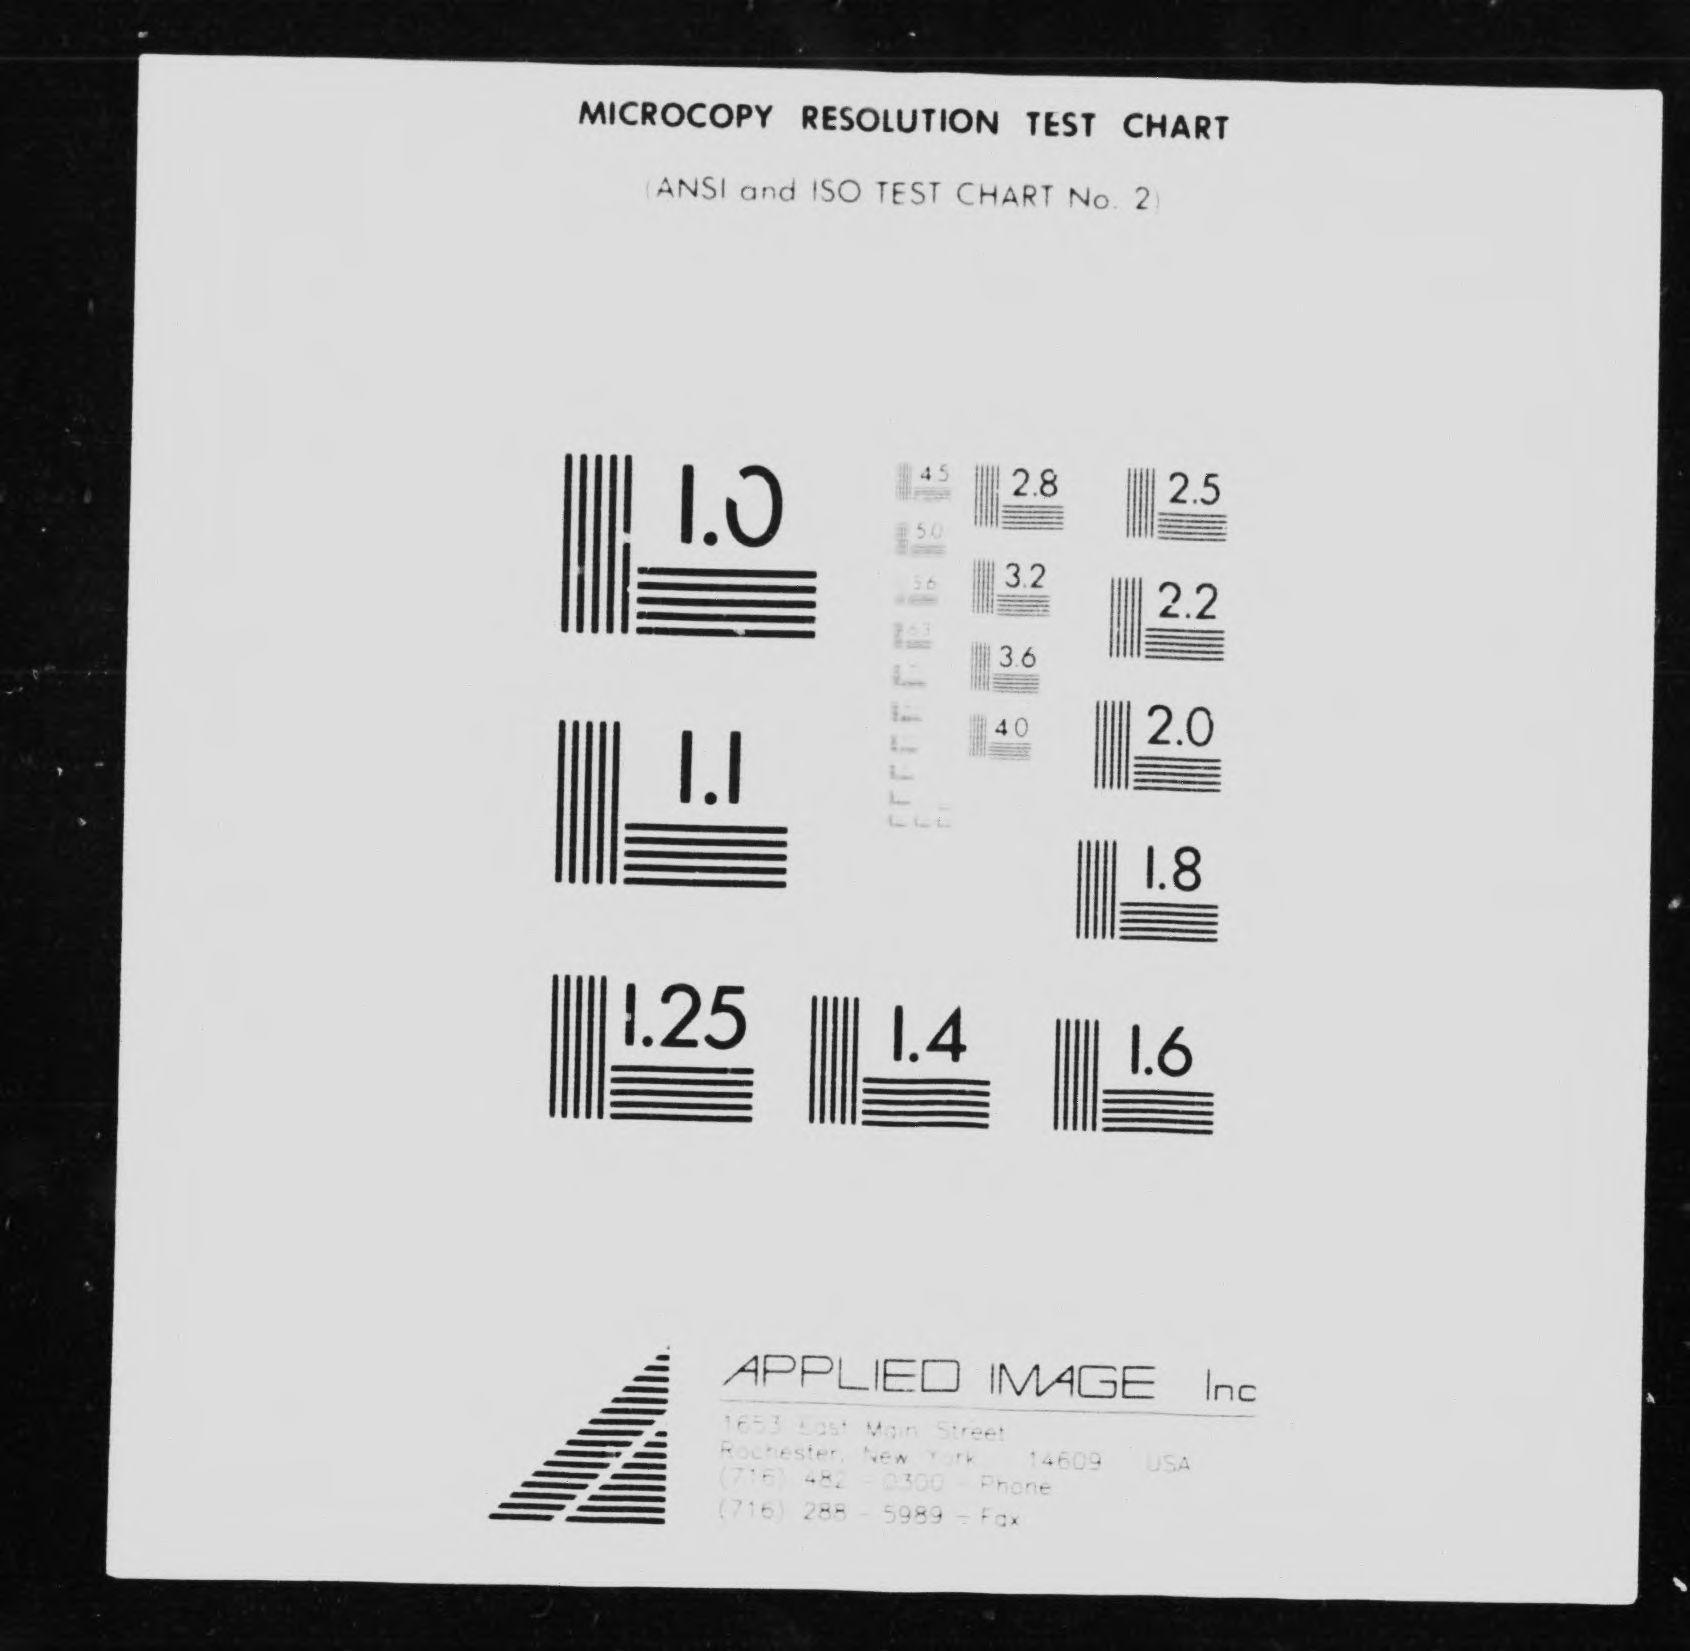 MICROCOPY RESOLUTION TEST CHART
(ANSI and ISO TEST CHART No. 2)
1.0
1.1
1.25
1.4
1.6
1.8
2.0
2.2
2.5
2.8
3.2
3.6
4.0
4.5
5.0
5.6
6.3
APPLIED IMAGE Inc
1653 East Main Street
Rochester, New York 14609 USA
(716) 482 - 0300 - Phone
(716) 288 - 5989 - Fax